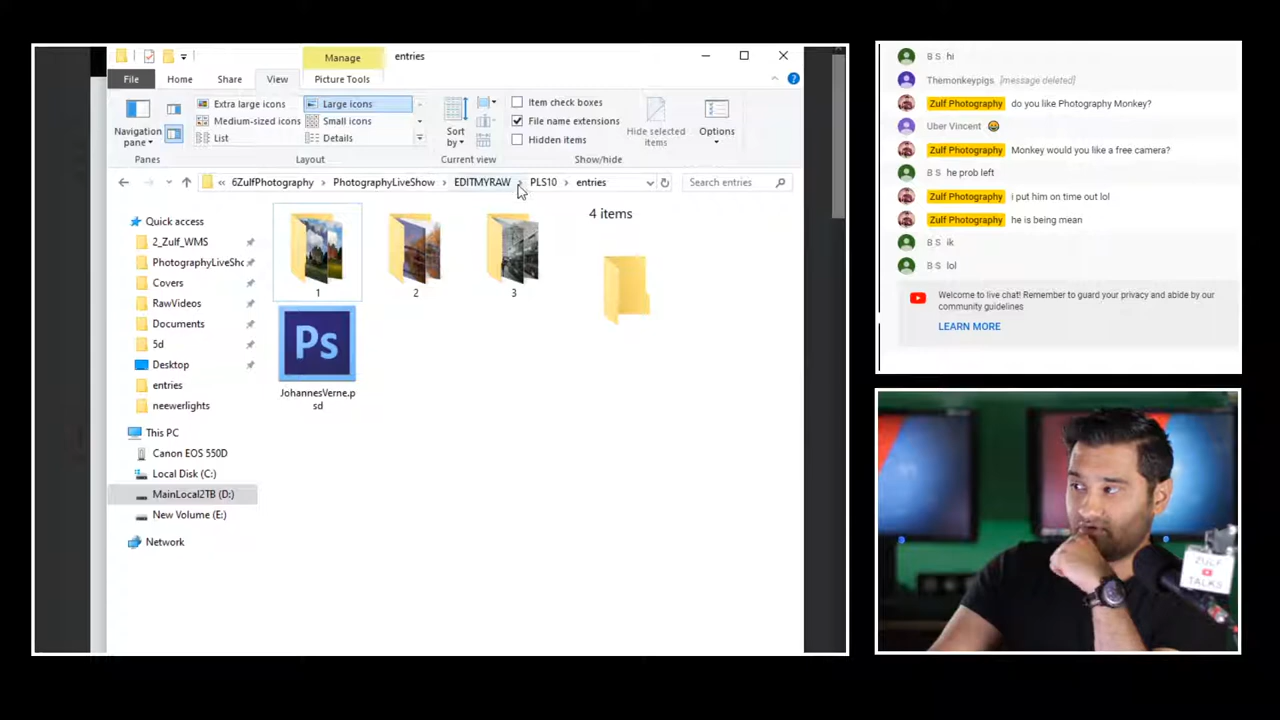 Manage
entries
File
Home
Share
View
Picture Tools
Navigation
pane
Extra large icons
Large icons
Medium-sized icons
Small icons
List
Details
Sort
by
Item check boxes
File name extensions
Hidden items
Hide selected
items
Options
Panes
Layout
Current view
Show/hide
« 6ZulfPhotography › PhotographyLiveShow › EDITMYRAW › PLS10 › entries
Search entries
Quick access
2_Zulf_WMS
PhotographyLiveSho
Covers
RawVideos
Documents
5d
Desktop
entries
neewerlights
This PC
Canon EOS 550D
Local Disk (C:)
MainLocal2TB (D:)
New Volume (E:)
Network
1
2
3
Ps
JohannesVerne.p
sd
4 items
B S hi
Themonkeypigs. [message deleted]
Zulf Photography do you like Photography Monkey?
Uber Vincent
Zulf Photography Monkey would you like a free camera?
B S he prob left
Zulf Photography i put him on time out lol
Zulf Photography he is being mean
B S ik
B S lol
Welcome to live chat! Remember to guard your privacy and abide by our
community guidelines
LEARN MORE
ZULF
TALKS